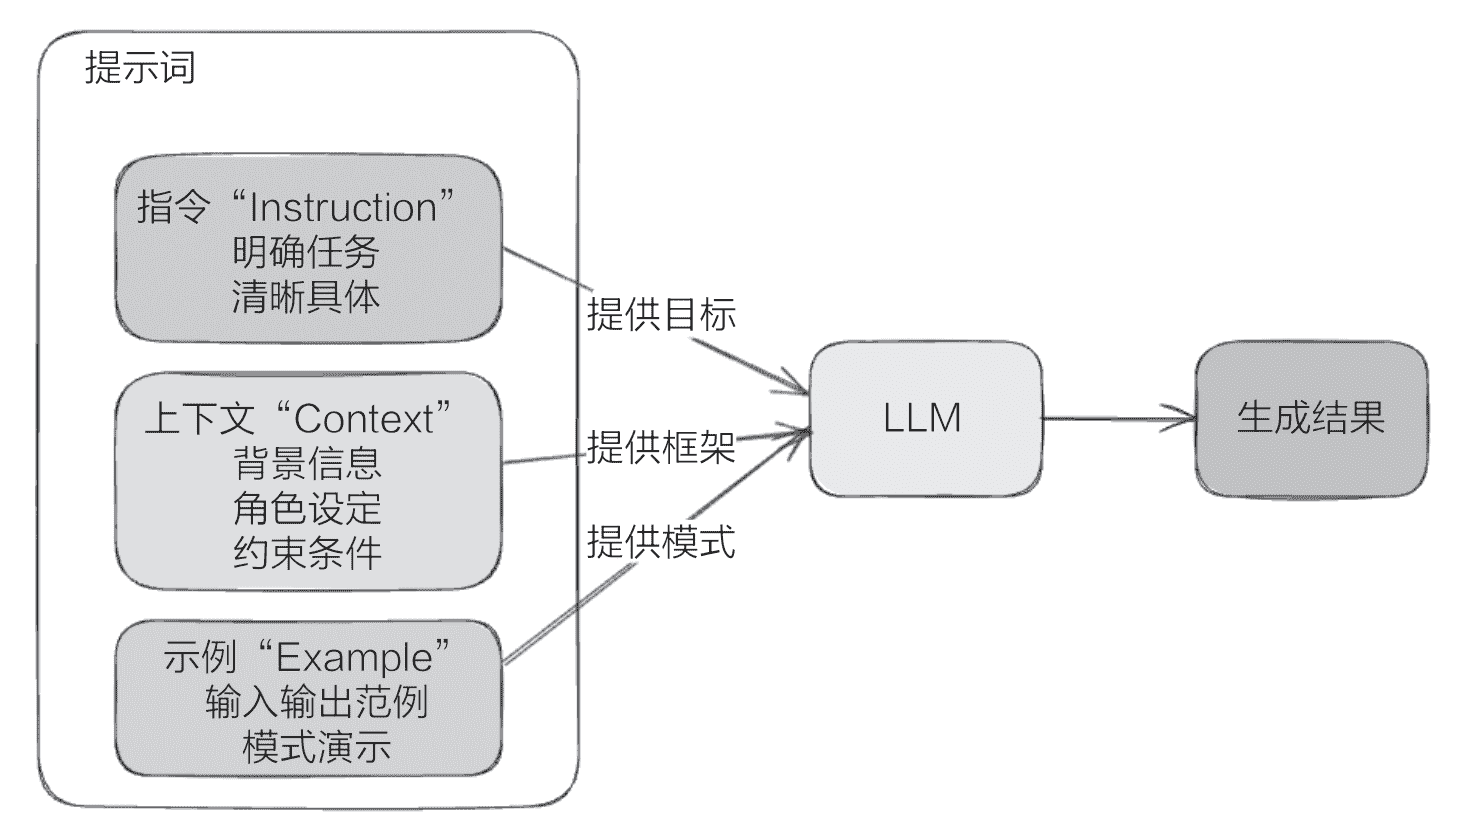 提示词
指令“Instruction”
明确任务
清晰具体
提供目标
上下文“Context”
背景信息
角色设定
约束条件
提供框架
示例“Example”
输入输出范例
模式演示
提供模式
LLM
生成结果